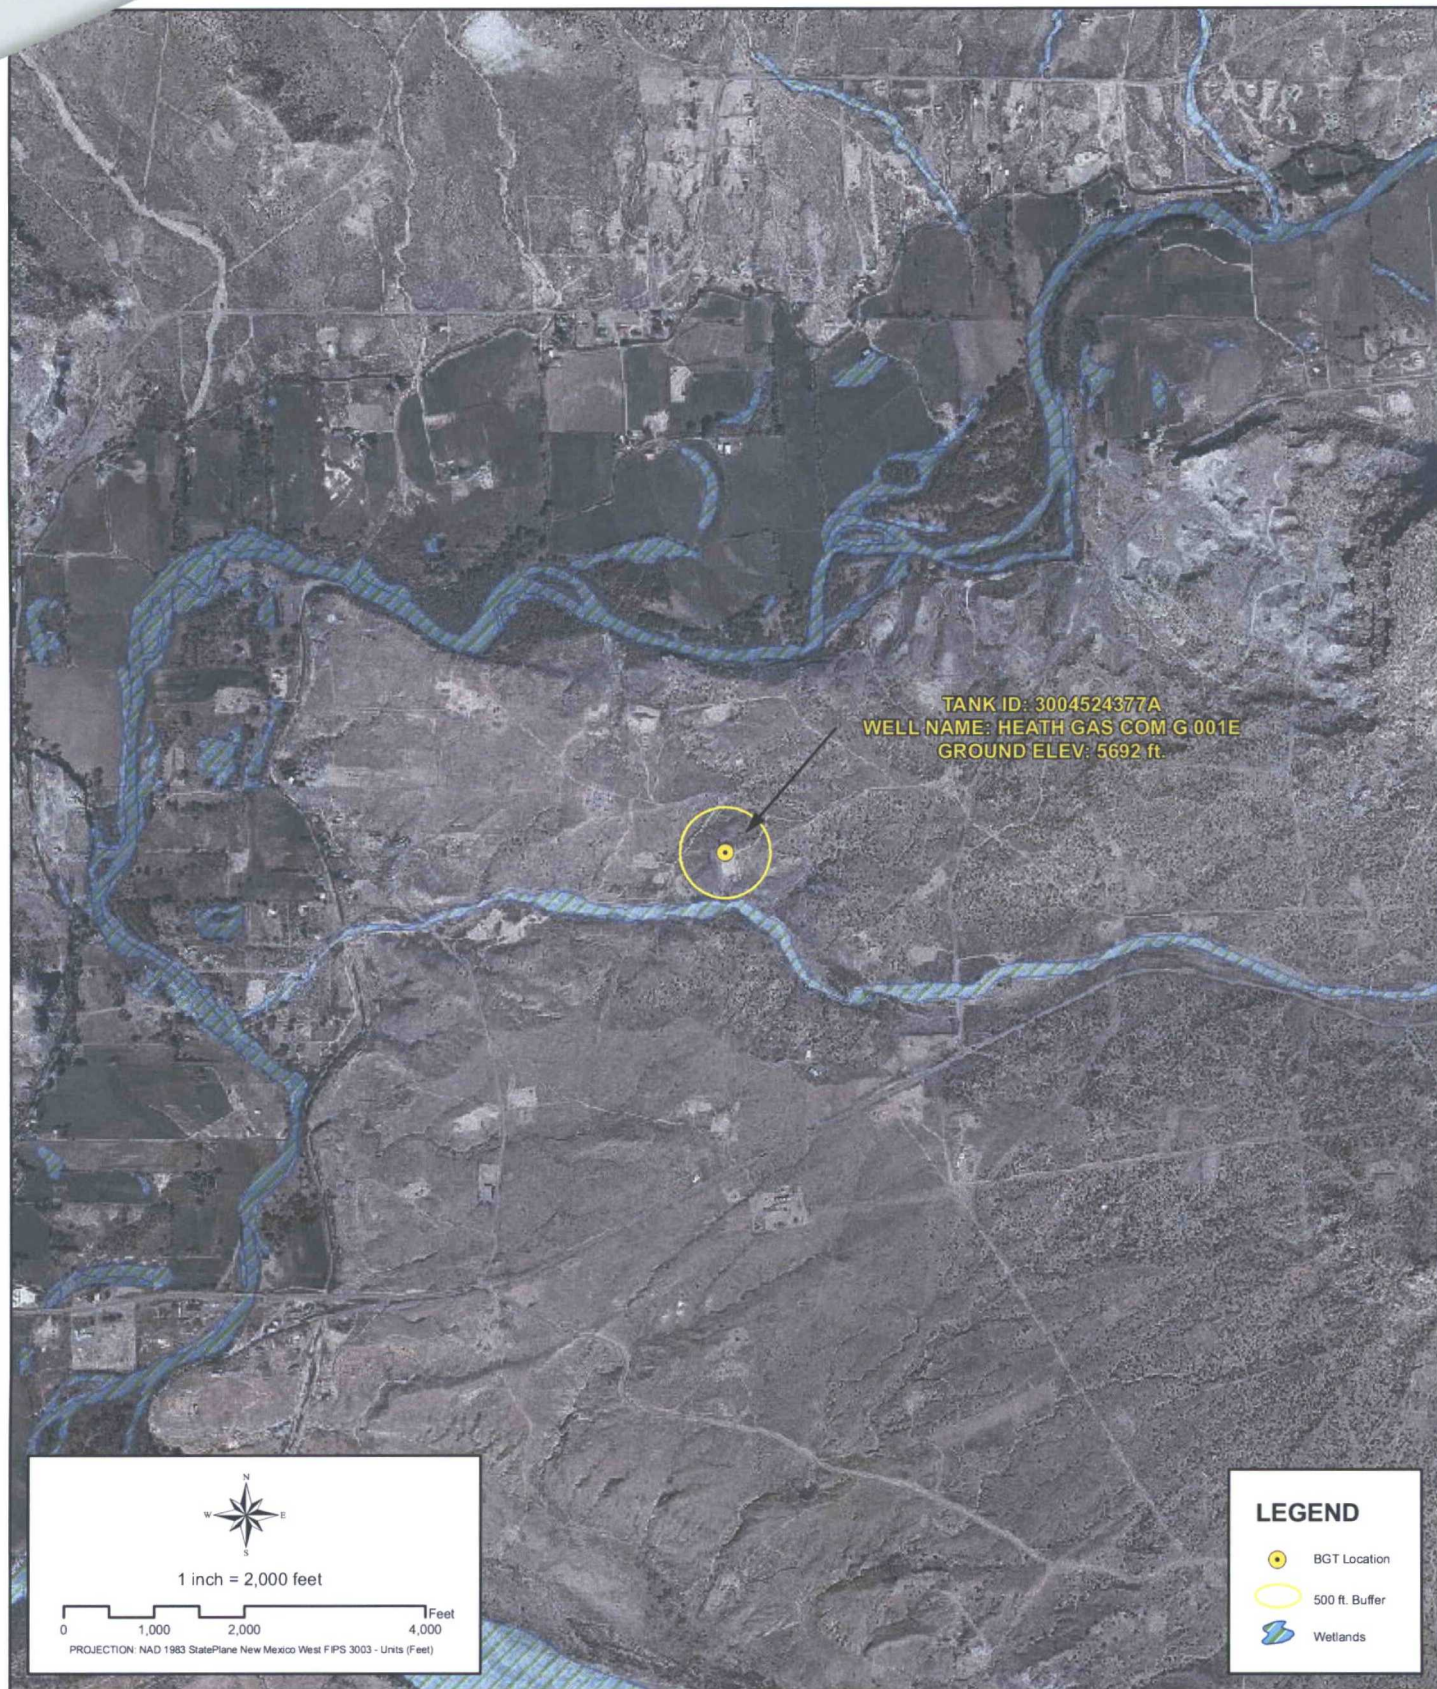 TANK ID: 3004524377A
WELL NAME: HEATH GAS COM G 001E
GROUND ELEV: 5692 ft.
N
W E
S
1 inch = 2,000 feet
Feet
0 1,000 2,000 4,000
PROJECTION: NAD 1983 StatePlane New Mexico West FIPS 3003 - Units (Feet)
LEGEND
BGT Location
500 ft. Buffer
Wetlands